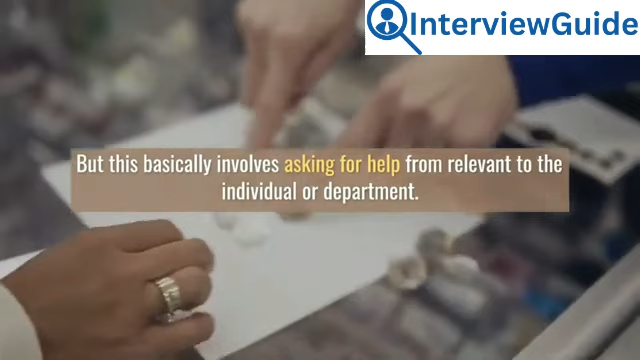 InterviewGuide
But this basically involves asking for help from relevant to the
individual or department.